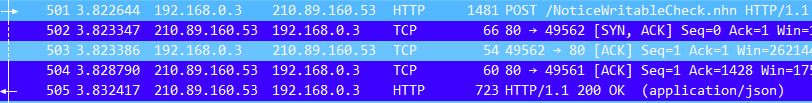 501 3.822644 192.168.0.3 210.89.160.53 HTTP 1481 POST /NoticeWritableCheck.nhn HTTP/1.1
502 3.823347 210.89.160.53 192.168.0.3 TCP 66 80 → 49562 [SYN, ACK] Seq=0 Ack=1 Win=1
503 3.823386 192.168.0.3 210.89.160.53 TCP 54 49562 → 80 [ACK] Seq=1 Ack=1 Win=262144
504 3.828790 210.89.160.53 192.168.0.3 TCP 60 80 → 49561 [ACK] Seq=1 Ack=1428 Win=175
505 3.832417 210.89.160.53 192.168.0.3 HTTP 723 HTTP/1.1 200 OK (application/json)